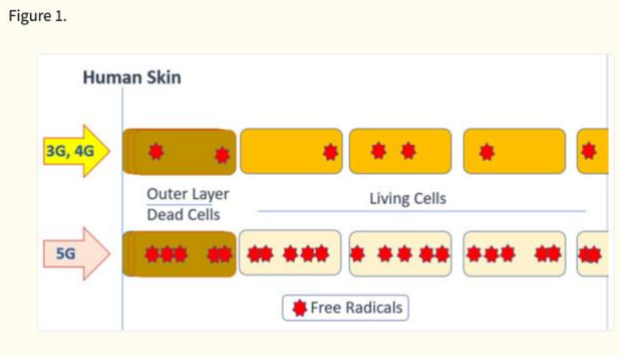 Figure 1.
Human Skin
3G, 4G
Outer Layer
Dead Cells
Living Cells
5G
Free Radicals